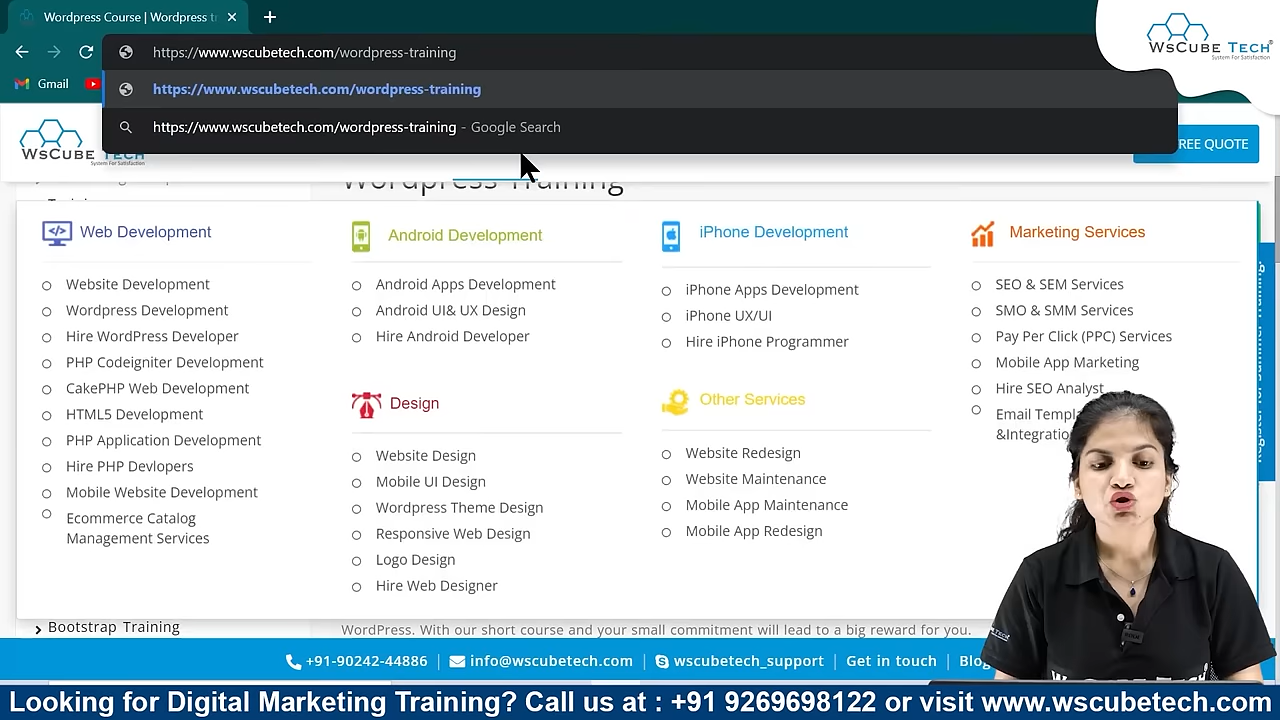 Wordpress Course | Wordpress tr
https://www.wscubetech.com/wordpress-training
WSCUBE TECH
System For Satisfaction
Gmail
https://www.wscubetech.com/wordpress-training
https://www.wscubetech.com/wordpress-training - Google Search
WSCUBE TECH
System For Satisfaction
REE QUOTE
Wordpress Training
Web Development
Website Development
Wordpress Development
Hire WordPress Developer
PHP Codeigniter Development
CakePHP Web Development
HTML5 Development
PHP Application Development
Hire PHP Devlopers
Mobile Website Development
Ecommerce Catalog
Management Services
Android Development
Android Apps Development
Android UI& UX Design
Hire Android Developer
Design
Website Design
Mobile UI Design
Wordpress Theme Design
Responsive Web Design
Logo Design
Hire Web Designer
iPhone Development
iPhone Apps Development
iPhone UX/UI
Hire iPhone Programmer
Other Services
Website Redesign
Website Maintenance
Mobile App Maintenance
Mobile App Redesign
Marketing Services
SEO & SEM Services
SMO & SMM Services
Pay Per Click (PPC) Services
Mobile App Marketing
Hire SEO Analyst
Email Templa
&Integratio
Bootstrap Training
WordPress. With our short course and your small commitment will lead to a big reward for you.
+91-90242-44886 | info@wscubetech.com | wscubetech_support | Get in touch | Blog
Looking for Digital Marketing Training? Call us at : +91 9269698122 or visit www.wscubetech.com